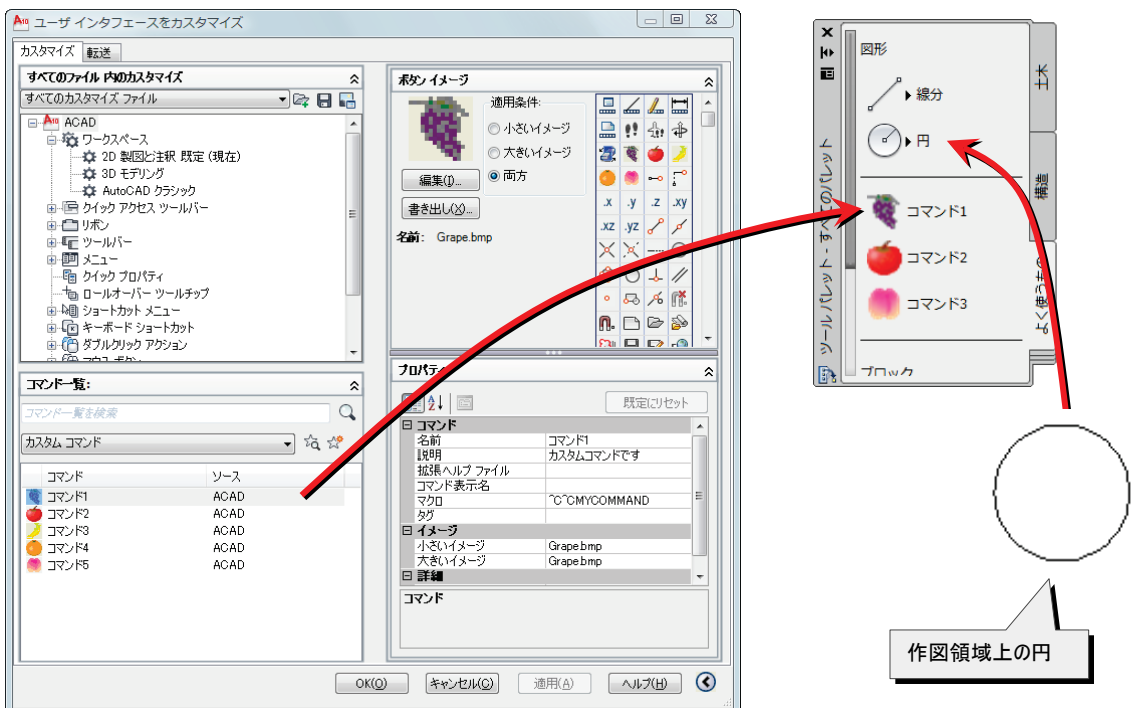 ユーザ インタフェースをカスタマイズ
カスタマイズ
転送
すべてのファイル 内のカスタマイズ
すべてのカスタマイズ ファイル
ACAD
ワークスペース
2D 製図と注釈 既定 (現在)
3D モデリング
AutoCAD クラシック
クイック アクセス ツールバー
リボン
ツールバー
メニュー
クイック プロパティ
ロールオーバー ツールチップ
ショートカット メニュー
キーボード ショートカット
ダブルクリック アクション
マウス ボタン
コマンド一覧:
コマンド一覧を検索
カスタム コマンド
コマンド ソース
コマンド1 ACAD
コマンド2 ACAD
コマンド3 ACAD
コマンド4 ACAD
コマンド5 ACAD
ボタン イメージ
適用条件:
小さいイメージ
大きいイメージ
両方
編集(I)...
書き出し(X)...
名前: Grape.bmp
.x .y .z .xy
.xz .yz
プロパティ
既定にリセット
コマンド
名前 コマンド1
説明 カスタムコマンドです
拡張ヘルプ ファイル
コマンド表示名
マクロ ^C^CMYCOMMAND
タグ
イメージ
小さいイメージ Grape.bmp
大きいイメージ Grape.bmp
詳細
コマンド
OK(O)
キャンセル(C)
適用(A)
ヘルプ(H)
図形
線分
円
コマンド1
コマンド2
コマンド3
ブロック
ツール パレット - すべてのパレット
土木
構造
よく使うもの
作図領域上の円